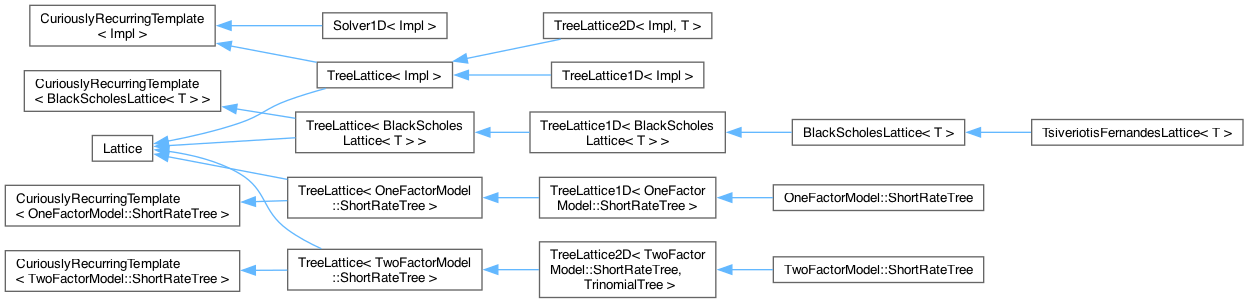 CuriouslyRecurringTemplate
< Impl >
Solver1D< Impl >
TreeLattice2D< Impl, T >
TreeLattice< Impl >
TreeLattice1D< Impl >
CuriouslyRecurringTemplate
< BlackScholesLattice< T > >
Lattice
TreeLattice< BlackScholes
Lattice< T > >
TreeLattice1D< BlackScholes
Lattice< T > >
BlackScholesLattice< T >
TsiveriotisFernandesLattice< T >
CuriouslyRecurringTemplate
< OneFactorModel::ShortRateTree >
TreeLattice< OneFactorModel
::ShortRateTree >
TreeLattice1D< OneFactor
Model::ShortRateTree >
OneFactorModel::ShortRateTree
CuriouslyRecurringTemplate
< TwoFactorModel::ShortRateTree >
TreeLattice< TwoFactorModel
::ShortRateTree >
TreeLattice2D< TwoFactor
Model::ShortRateTree,
TrinomialTree >
TwoFactorModel::ShortRateTree